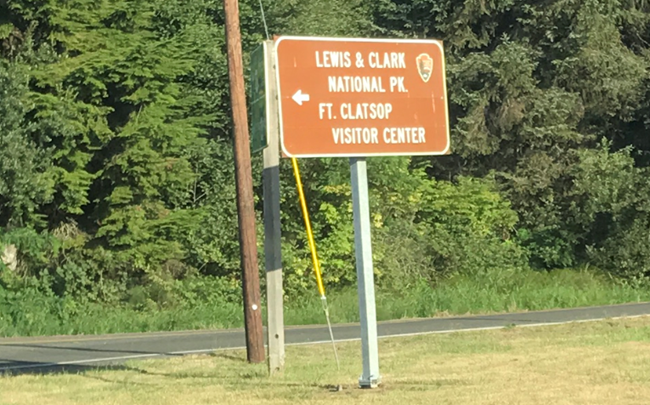 LEWIS & CLARK
NATIONAL PK.
FT. CLATSOP
VISITOR CENTER